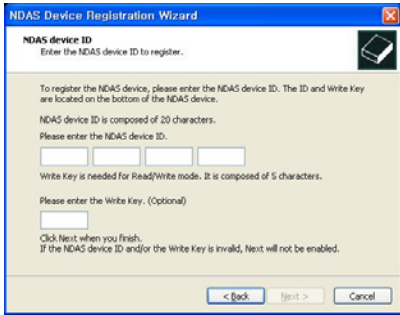 NDAS Device Registration Wizard
NDAS device ID
Enter the NDAS device ID to register.
To register the NDAS device, please enter the NDAS device ID. The ID and Write Key
are located on the bottom of the NDAS device.
NDAS device ID is composed of 20 characters.
Please enter the NDAS device ID.
Write Key is needed for Read/Write mode. It is composed of 5 characters.
Please enter the Write Key. (Optional)
Click Next when you finish.
If the NDAS device ID and/or the Write Key is invalid, Next will not be enabled.
< Back Next > Cancel